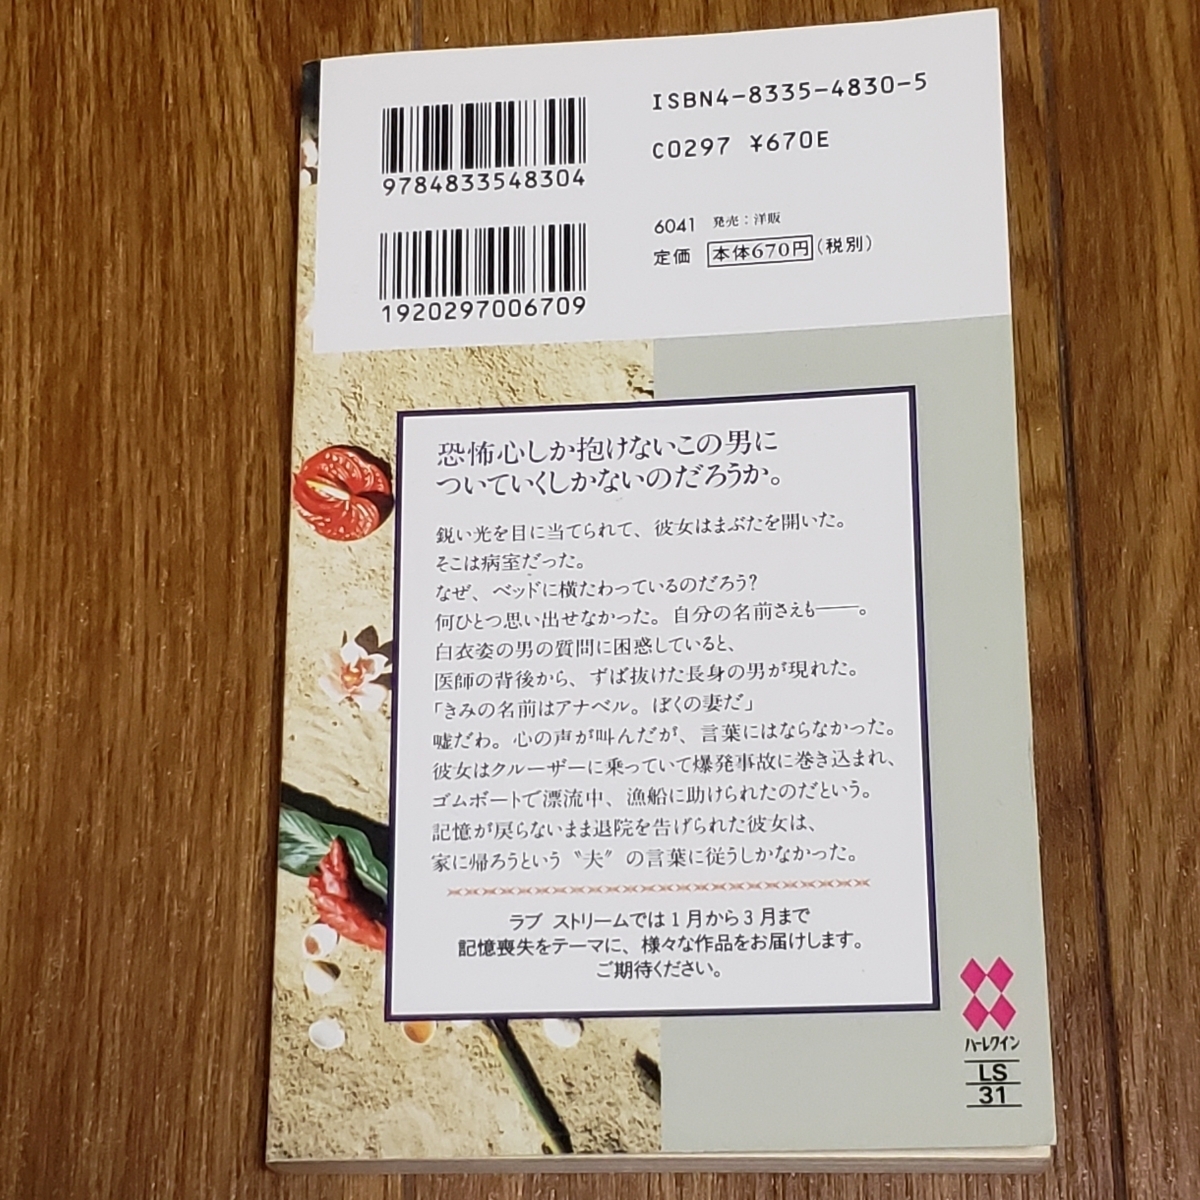 ISBN4-8335-4830-5
C0297 ¥670E
9784833548304
6041 発売：洋販
定価 本体670円(税別)
1920297006709
恐怖心しか抱けないこの男に
ついていくしかないのだろうか。
鋭い光を目に当てられて、彼女はまぶたを開いた。
そこは病室だった。
なぜ、ベッドに横たわっているのだろう?
何ひとつ思い出せなかった。自分の名前さえも──。
白衣姿の男の質問に困惑していると、
医師の背後から、ずば抜けた長身の男が現れた。
「きみの名前はアナベル。ぼくの妻だ」
嘘だわ。心の声が叫んだが、言葉にはならなかった。
彼女はクルーザーに乗っていて爆発事故に巻き込まれ、
ゴムボートで漂流中、漁船に助けられたのだという。
記憶が戻らないまま退院を告げられた彼女は、
家に帰ろうという〝夫〟の言葉に従うしかなかった。
ラブ ストリームでは1月から3月まで
記憶喪失をテーマに、様々な作品をお届けします。
ご期待ください。
ハーレクイン
LS
31